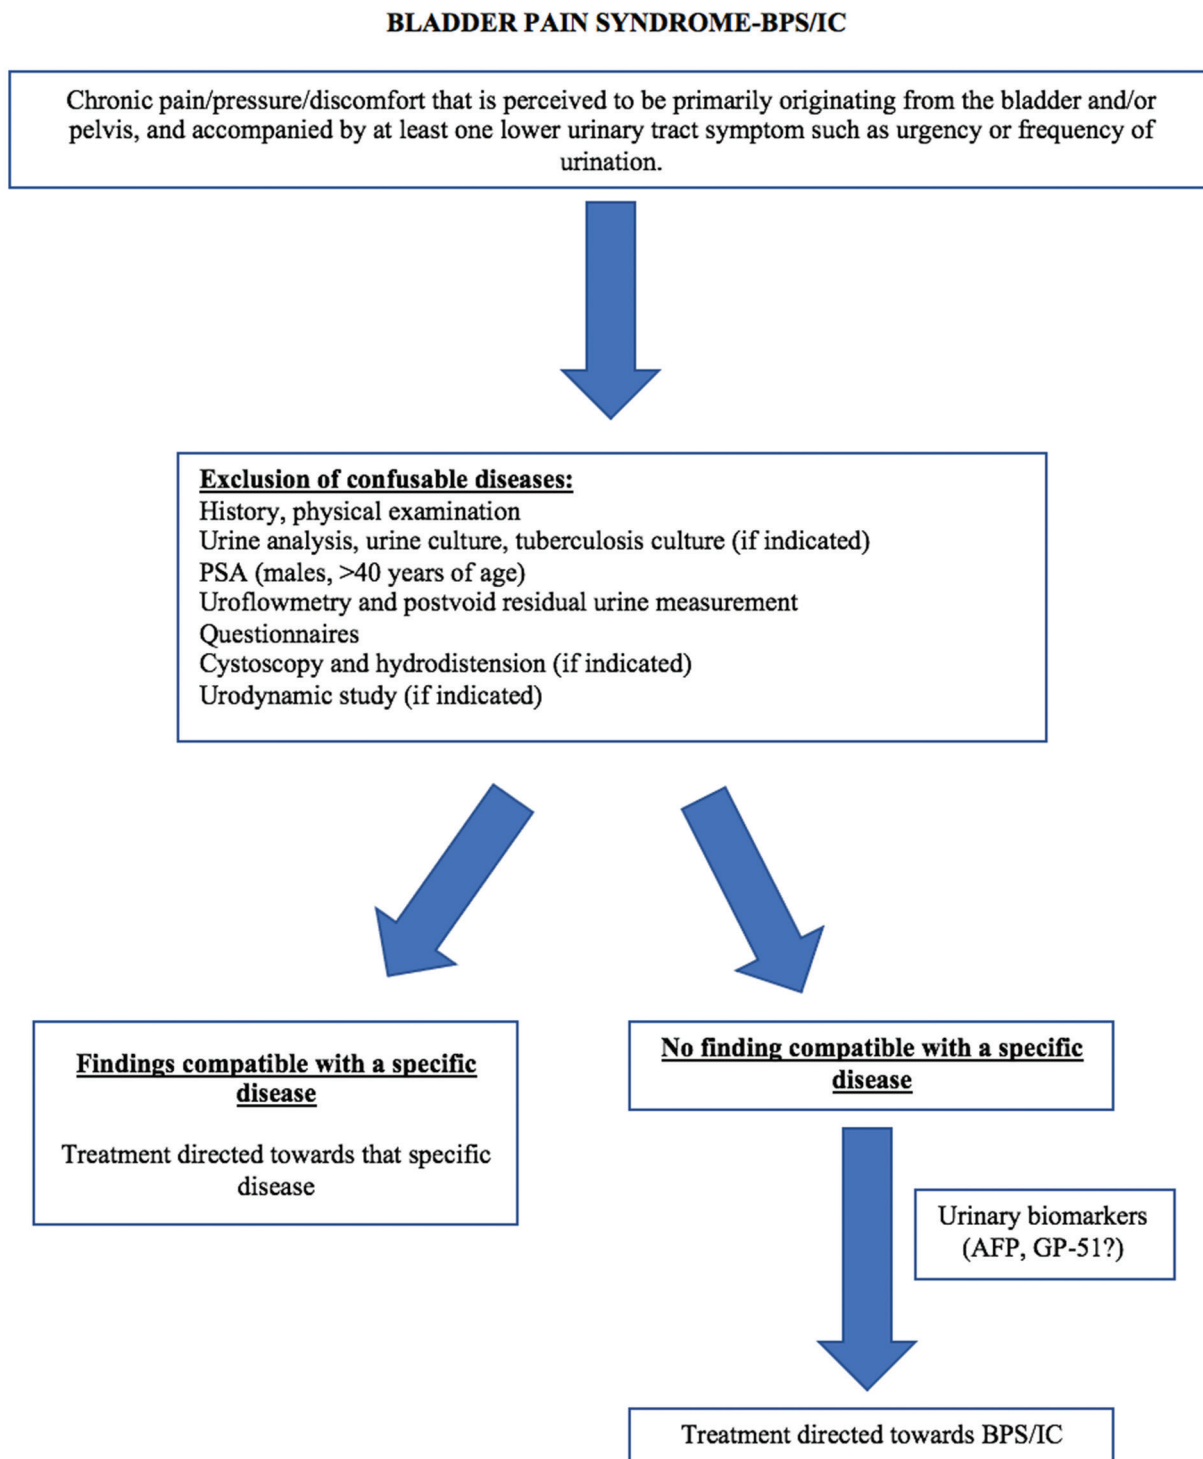 BLADDER PAIN SYNDROME-BPS/IC
Chronic pain/pressure/discomfort that is perceived to be primarily originating from the bladder and/or
pelvis, and accompanied by at least one lower urinary tract symptom such as urgency or frequency of
urination.
Exclusion of confusable diseases:
History, physical examination
Urine analysis, urine culture, tuberculosis culture (if indicated)
PSA (males, >40 years of age)
Uroflowmetry and postvoid residual urine measurement
Questionnaires
Cystoscopy and hydrodistension (if indicated)
Urodynamic study (if indicated)
Findings compatible with a specific
disease
Treatment directed towards that specific
disease
No finding compatible with a specific
disease
Urinary biomarkers
(AFP, GP-51?)
Treatment directed towards BPS/IC